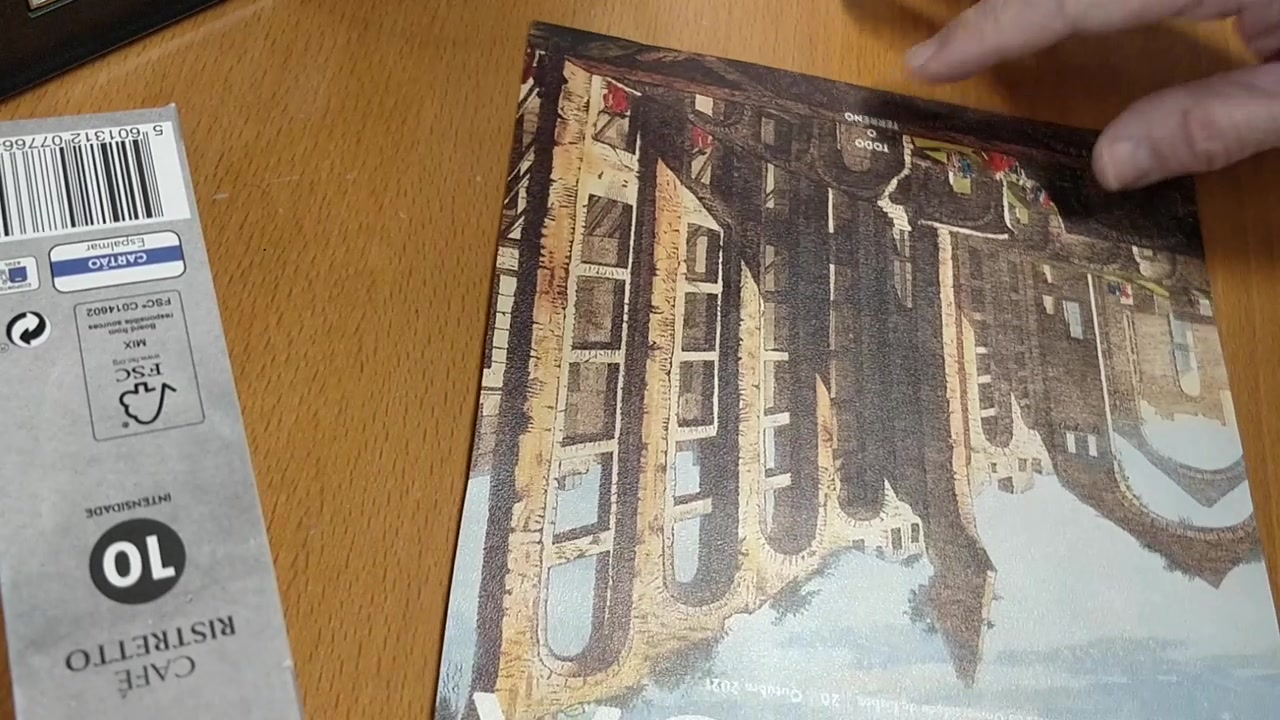 CAFÉ
RISTRETTO
10
INTENSIDADE
FSC
www.fsc.org
MIX
Board from
responsible sources
FSC® C014602
CARTÃO
Espalmar
5 601312 07766
Outubro 2021
20
TODO
O
TERRENO